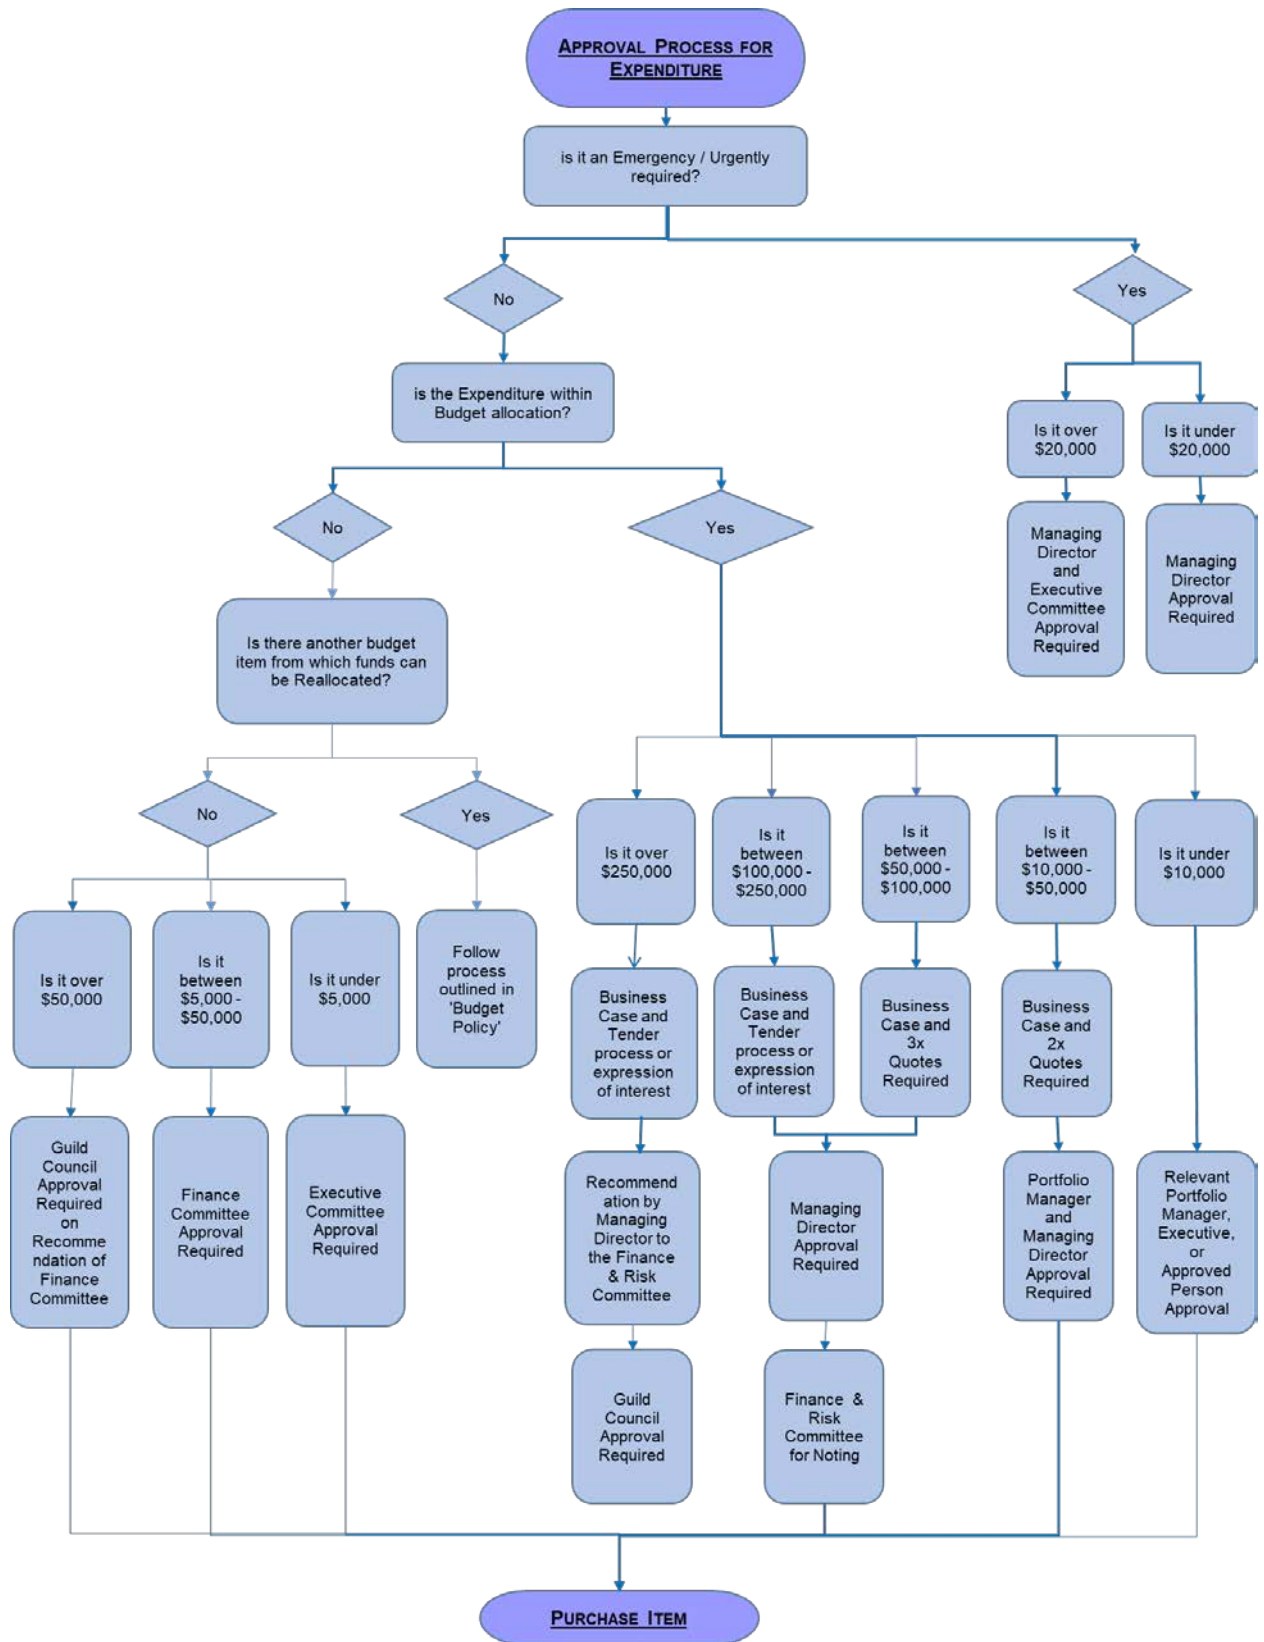 APPROVAL PROCESS FOR
EXPENDITURE
is it an Emergency / Urgently
required?
No
Yes
is the Expenditure within
Budget allocation?
Is it over
$20,000
Is it under
$20,000
No
Yes
Managing
Director
and
Executive
Committee
Approval
Required
Managing
Director
Approval
Required
Is there another budget
item from which funds can
be Reallocated?
No
Yes
Is it over
$250,000
Is it
between
$100,000 -
$250,000
Is it
between
$50,000 -
$100,000
Is it
between
$10,000 -
$50,000
Is it under
$10,000
Is it over
$50,000
Is it
between
$5,000 -
$50,000
Is it under
$5,000
Follow
process
outlined in
'Budget
Policy'
Business
Case and
Tender
process or
expression
of interest
Business
Case and
Tender
process or
expression
of interest
Business
Case and
3x
Quotes
Required
Business
Case and
2x
Quotes
Required
Guild
Council
Approval
Required
on
Recomme
ndation of
Finance
Committee
Finance
Committee
Approval
Required
Executive
Committee
Approval
Required
Recommend
ation by
Managing
Director to
the Finance
& Risk
Committee
Managing
Director
Approval
Required
Portfolio
Manager
and
Managing
Director
Approval
Required
Relevant
Portfolio
Manager,
Executive,
or
Approved
Person
Approval
Guild
Council
Approval
Required
Finance &
Risk
Committee
for Noting
PURCHASE ITEM